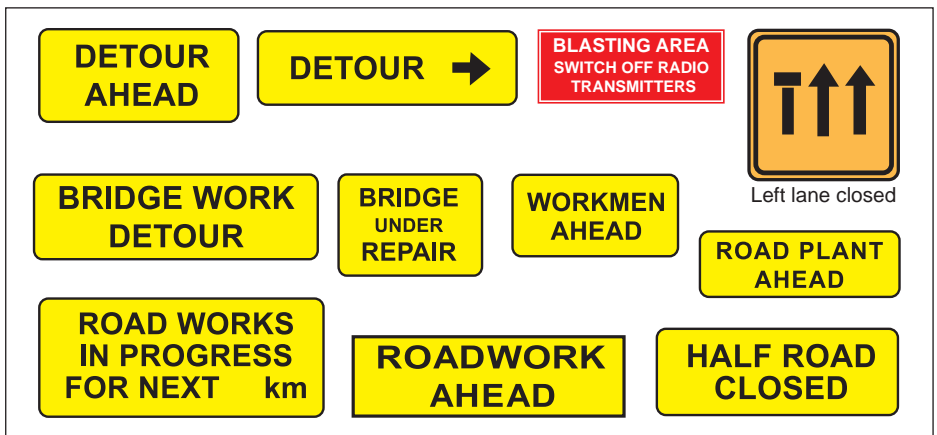 DETOUR
AHEAD
DETOUR
BLASTING AREA
SWITCH OFF RADIO
TRANSMITTERS
Left lane closed
BRIDGE WORK
DETOUR
BRIDGE
UNDER
REPAIR
WORKMEN
AHEAD
ROAD PLANT
AHEAD
ROAD WORKS
IN PROGRESS
FOR NEXT km
ROADWORK
AHEAD
HALF ROAD
CLOSED